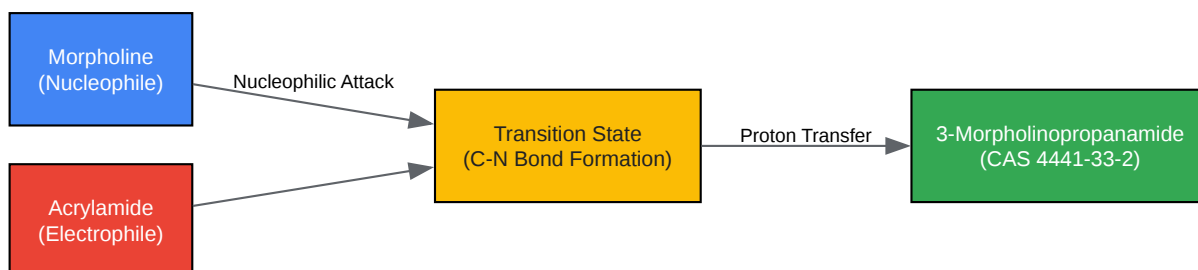 Morpholine
(Nucleophile)
Nucleophilic Attack
Acrylamide
(Electrophile)
Transition State
(C-N Bond Formation)
Proton Transfer
3-Morpholinopropanamide
(CAS 4441-33-2)